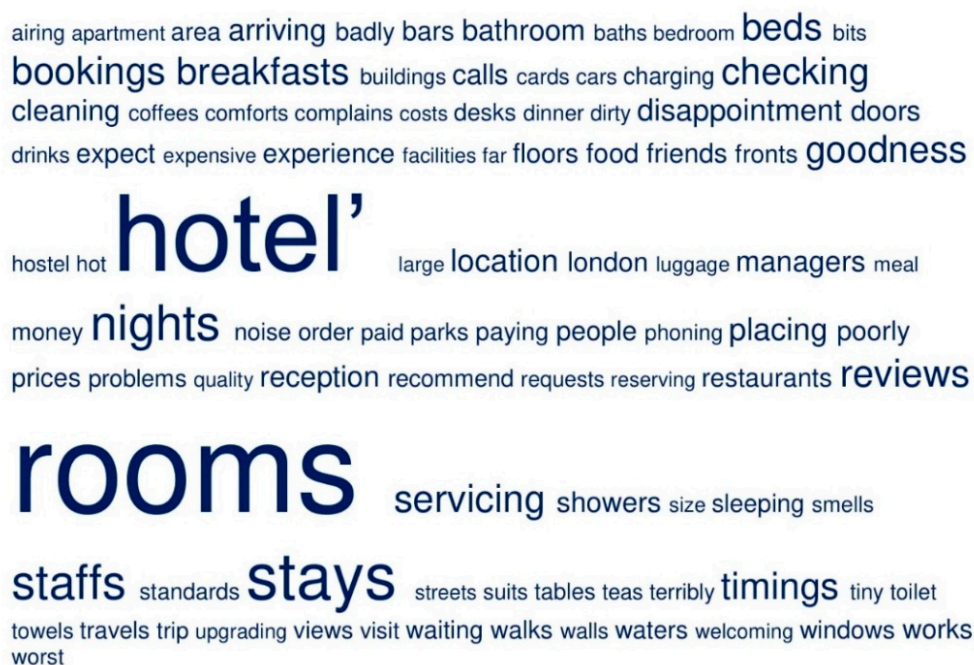 airing apartment area arriving badly bars bathroom baths bedroom beds bits
bookings breakfasts buildings calls cards cars charging checking
cleaning coffees comforts complains costs desks dinner dirty disappointment doors
drinks expect expensive experience facilities far floors food friends fronts goodness
hostel hot hotel’ large location london luggage managers meal
money nights noise order paid parks paying people phoning placing poorly
prices problems quality reception recommend requests reserving restaurants reviews
rooms servicing showers size sleeping smells
staffs standards stays streets suits tables teas terribly timings tiny toilet
towels travels trip upgrading views visit waiting walks walls waters welcoming windows works
worst